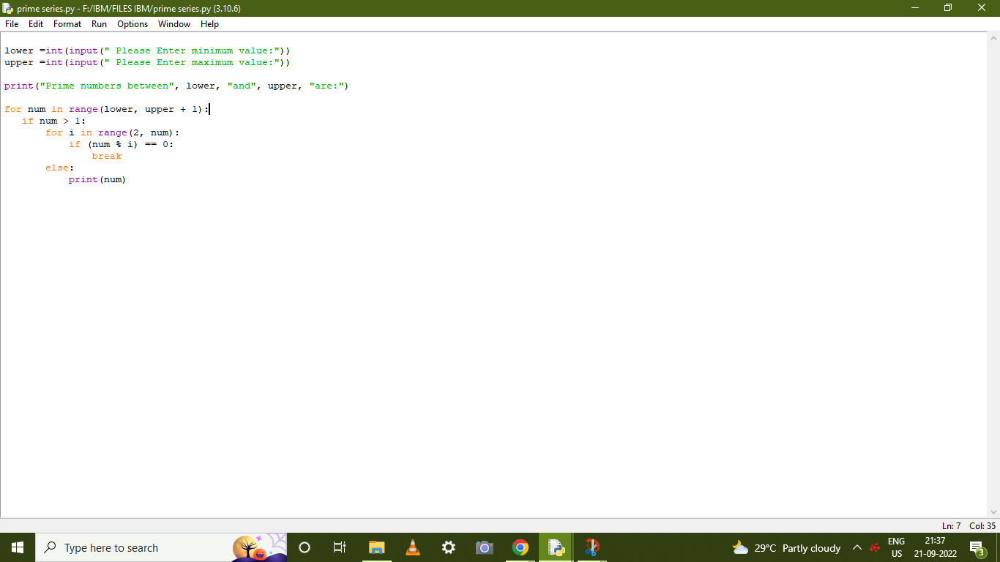 prime series.py - F:/IBM/FILES IBM/prime series.py (3.10.6)
File Edit Format Run Options Window Help
lower =int(input(" Please Enter minimum value:"))
upper =int(input(" Please Enter maximum value:"))
print("Prime numbers between", lower, "and", upper, "are:")
for num in range(lower, upper + 1):
   if num > 1:
       for i in range(2, num):
           if (num % i) == 0:
               break
       else:
           print(num)
Ln: 7 Col: 35
Type here to search
29°C Partly cloudy
ENG
US
21:37
21-09-2022
3